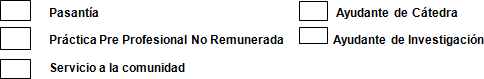 Pasantía
Ayudante de Cátedra
Práctica Pre Profesional No Remunerada
Ayudante de Investigación
Servicio a la comunidad